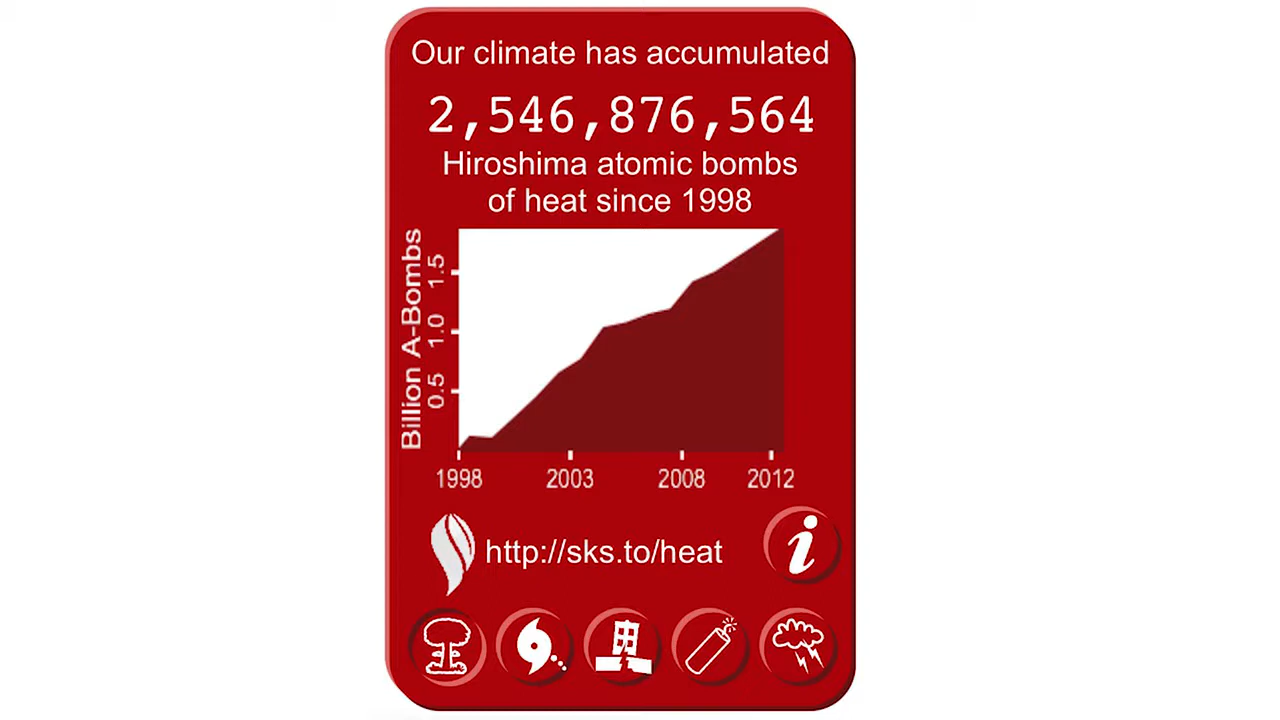 Our climate has accumulated
2,546,876,564
Hiroshima atomic bombs
of heat since 1998
Billion A-Bombs
1.5
1.0
0.5
1998 2003 2008 2012
http://sks.to/heat
i